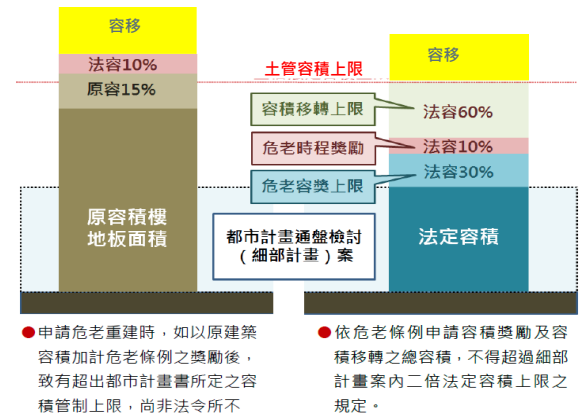 容移
法容10%
原容15%
原容積樓
地板面積
土管容積上限
容積移轉上限
危老時程獎勵
危老容獎上限
都市計畫通盤檢討
（細部計畫）案
容移
法容60%
法容10%
法容30%
法定容積
●申請危老重建時，如以原建築
容積加計危老條例之獎勵後，
致有超出都市計畫書所定之容
積管制上限，尚非法令所不
●依危老條例申請容積獎勵及容
積移轉之總容積，不得超過細部
計畫案內二倍法定容積上限之
規定。